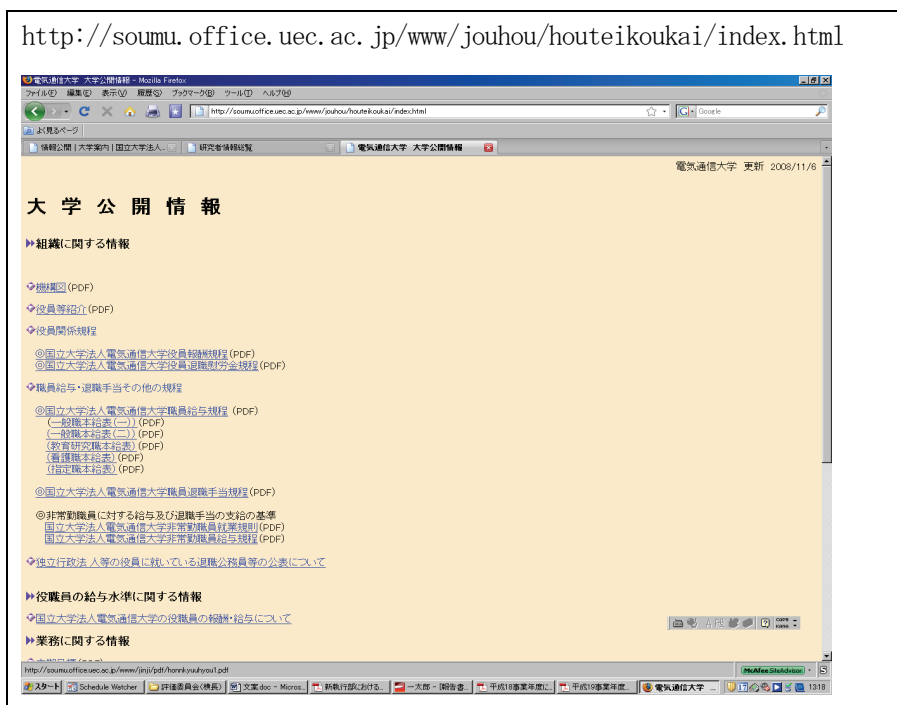 http://soumu.office.uec.ac.jp/www/jouhou/houteikoukai/index.html
電気通信大学 大学公開情報 - Mozilla Firefox
ファイル(F) 編集(E) 表示(V) 履歴(S) ブックマーク(B) ツール(T) ヘルプ(H)
http://soumu.office.uec.ac.jp/www/jouhou/houteikoukai/index.html
Google
よく見るページ
情報公開 | 大学案内 | 国立大学法人... 研究者情報総覧 電気通信大学 大学公開情報
電気通信大学 更新 2008/11/6
大 学 公 開 情 報
組織に関する情報
機構図(PDF)
役員等紹介(PDF)
役員関係規程
◎国立大学法人電気通信大学役員報酬規程(PDF)
◎国立大学法人電気通信大学役員退職慰労金規程(PDF)
職員給与・退職手当その他の規程
◎国立大学法人電気通信大学職員給与規程 (PDF)
(一般職本給表(一))(PDF)
(一般職本給表(二))(PDF)
(教育研究職本給表)(PDF)
(看護職本給表)(PDF)
(指定職本給表)(PDF)
◎国立大学法人電気通信大学職員退職手当規程(PDF)
◎非常勤職員に対する給与及び退職手当の支給の基準
国立大学法人電気通信大学非常勤職員就業規則(PDF)
国立大学法人電気通信大学非常勤職員給与規程(PDF)
独立行政法人等の役員に就いている退職公務員等の公表について
役職員の給与水準に関する情報
国立大学法人電気通信大学の役職員の報酬・給与について
業務に関する情報
http://soumu.office.uec.ac.jp/www/jinji/pdf/honnkyuuhyou1.pdf
McAfee SiteAdvisor
スタート Schedule Watcher 評価委員会(横長) 文案.doc - Micros... 新執行部における... 一太郎 - [報告書... 平成18事業年度に... 平成19事業年度... 電気通信大学 ... 13:18